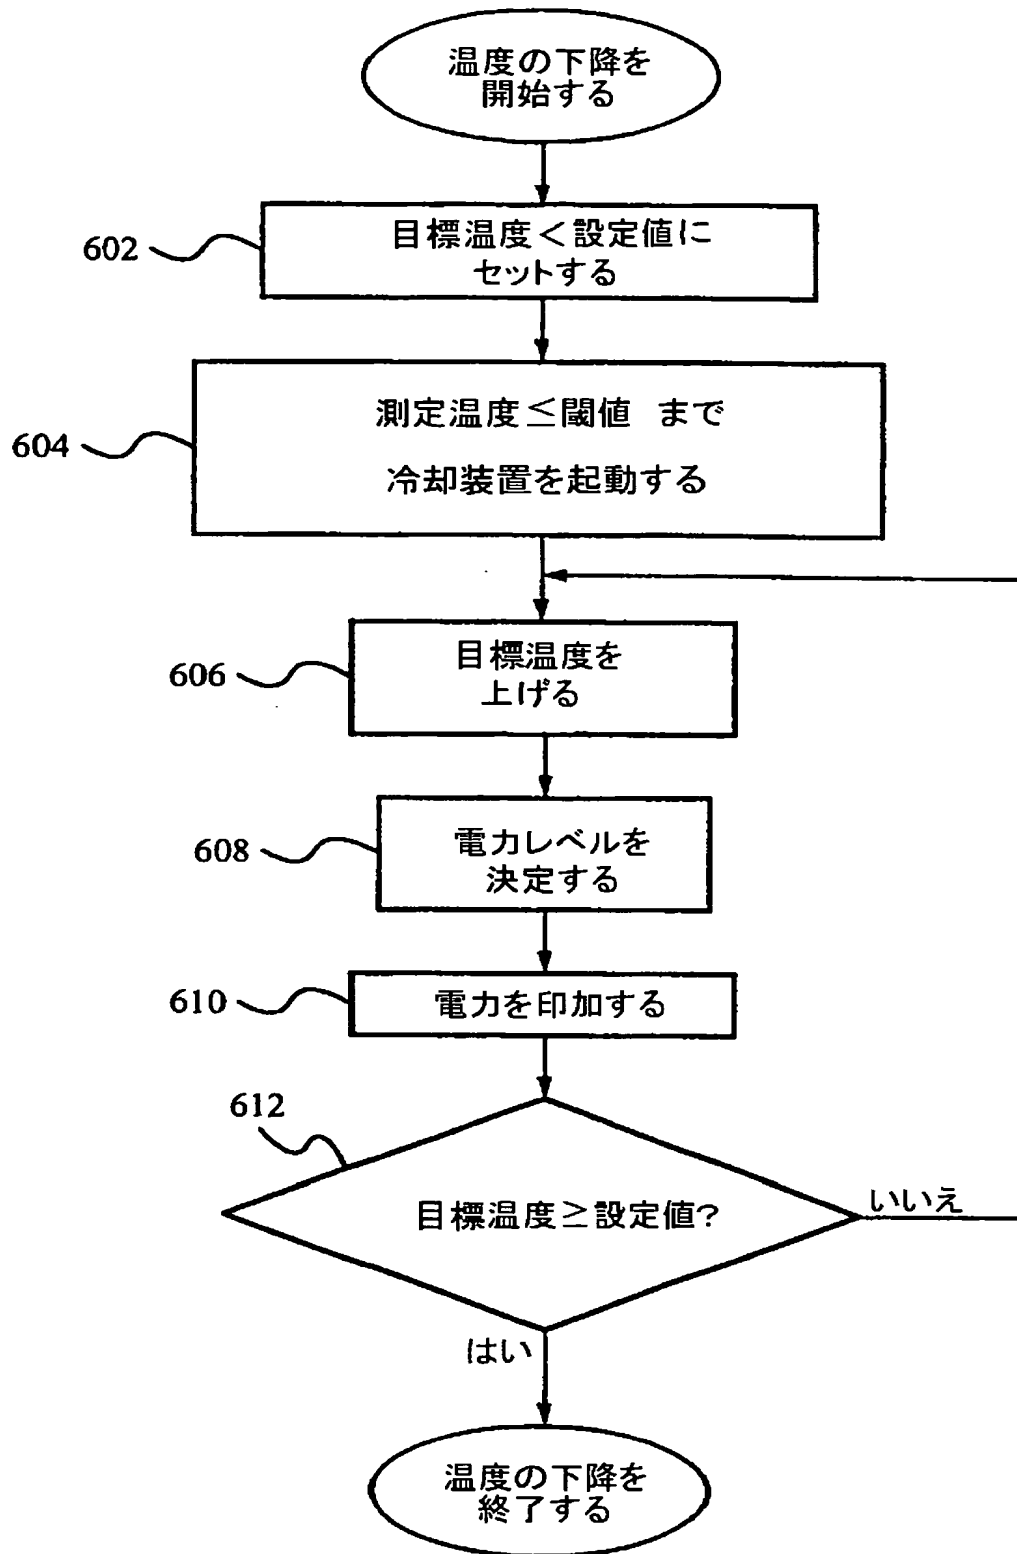 温度の下降を
開始する
602
目標温度<設定値に
セットする
604
測定温度≤閾値 まで
冷却装置を起動する
606
目標温度を
上げる
608
電力レベルを
決定する
610
電力を印加する
612
目標温度≥設定値?
いいえ
はい
温度の下降を
終了する